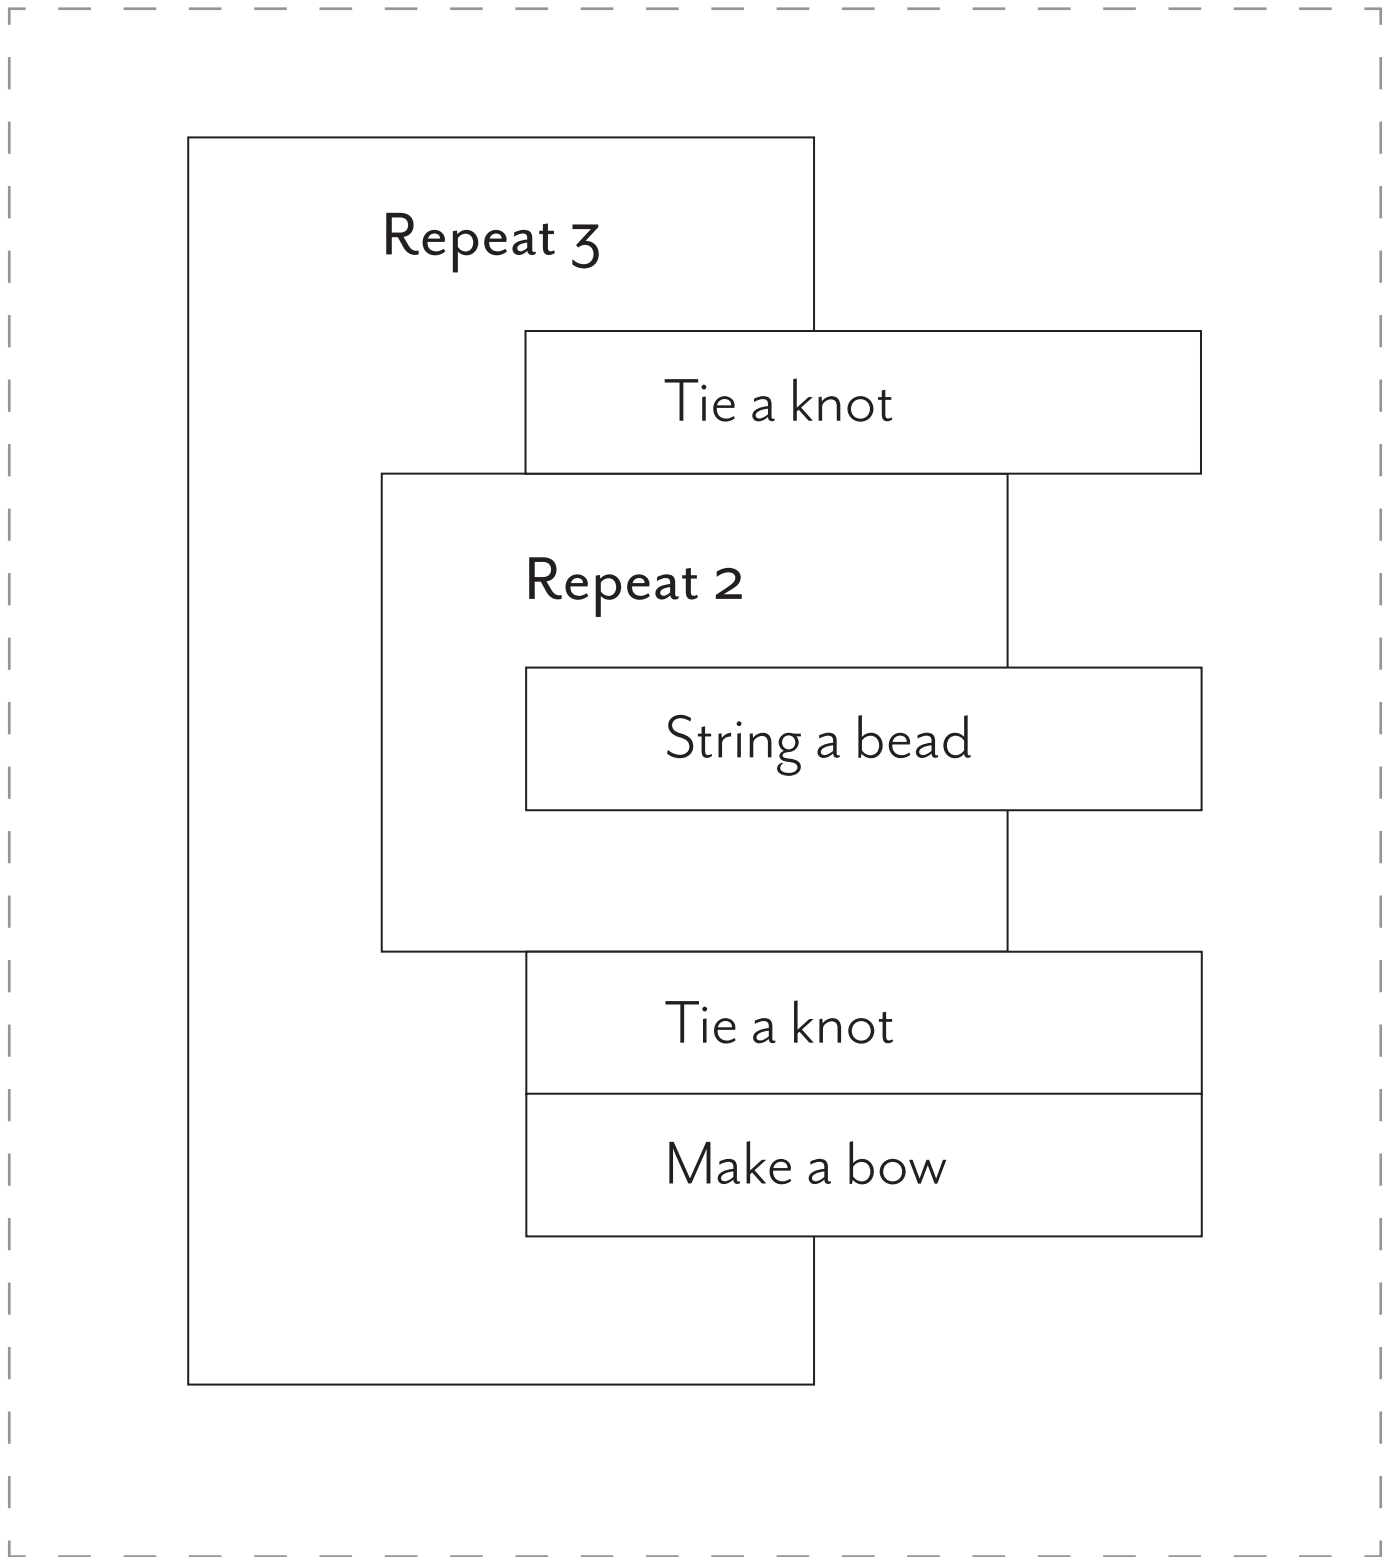 Repeat 3
Tie a knot
Repeat 2
String a bead
Tie a knot
Make a bow